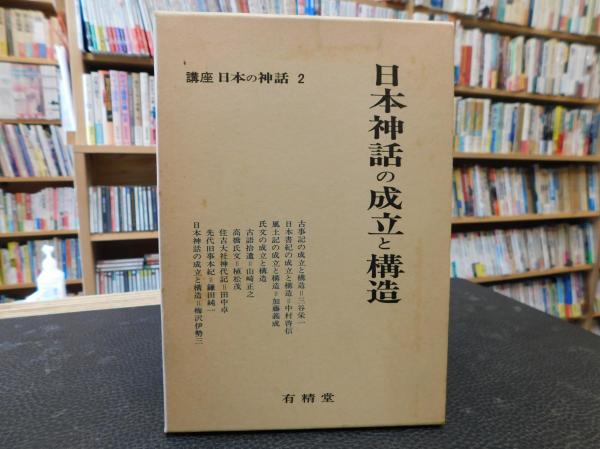 講座 日本の神話 2
日本神話の成立と構造
古事記の成立と構造=三谷栄一
日本書紀の成立と構造=中村啓信
風土記の成立と構造=加藤義成
氏文の成立と構造
古語拾遺=山崎正之
高橋氏文=植松茂
住吉大社神代記=田中卓
先代旧事本紀=鎌田純一
日本神話の成立と構造=梅沢伊勢三
有精堂